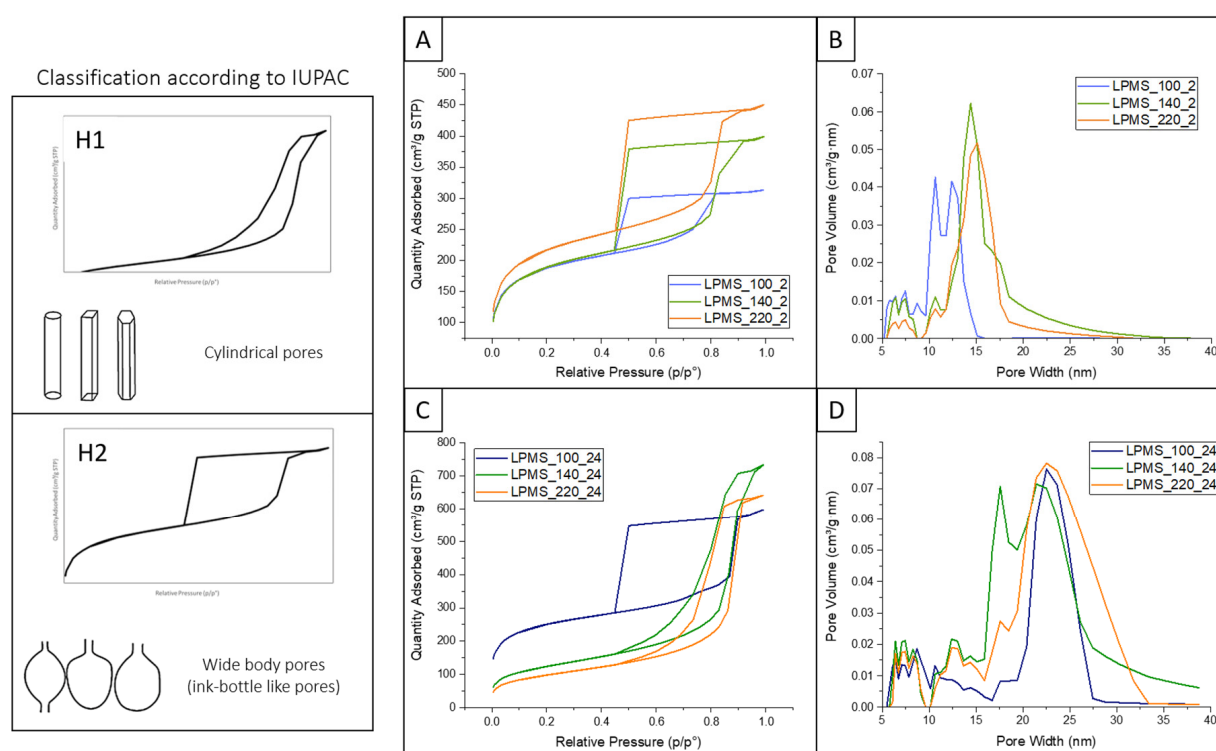 Classification according to IUPAC
H1
Quantity Adsorbed (cm³/g STP)
Relative Pressure (p/p°)
Cylindrical pores
H2
Quantity Adsorbed (cm³/g STP)
Relative Pressure (p/p°)
Wide body pores
(ink-bottle like pores)
A
Quantity Adsorbed (cm³/g STP)
500
450
400
350
300
250
200
150
100
0.0 0.2 0.4 0.6 0.8 1.0
Relative Pressure (p/p°)
LPMS_100_2
LPMS_140_2
LPMS_220_2
B
Pore Volume (cm³/g·nm)
0.07
0.06
0.05
0.04
0.03
0.02
0.01
0.00
5 10 15 20 25 30 35 40
Pore Width (nm)
LPMS_100_2
LPMS_140_2
LPMS_220_2
C
Quantity Adsorbed (cm³/g STP)
800
700
600
500
400
300
200
100
0
0.0 0.2 0.4 0.6 0.8 1.0
Relative Pressure (p/p°)
LPMS_100_24
LPMS_140_24
LPMS_220_24
D
Pore Volume (cm³/g nm)
0.08
0.07
0.06
0.05
0.04
0.03
0.02
0.01
0.00
5 10 15 20 25 30 35 40
Pore Width (nm)
LPMS_100_24
LPMS_140_24
LPMS_220_24